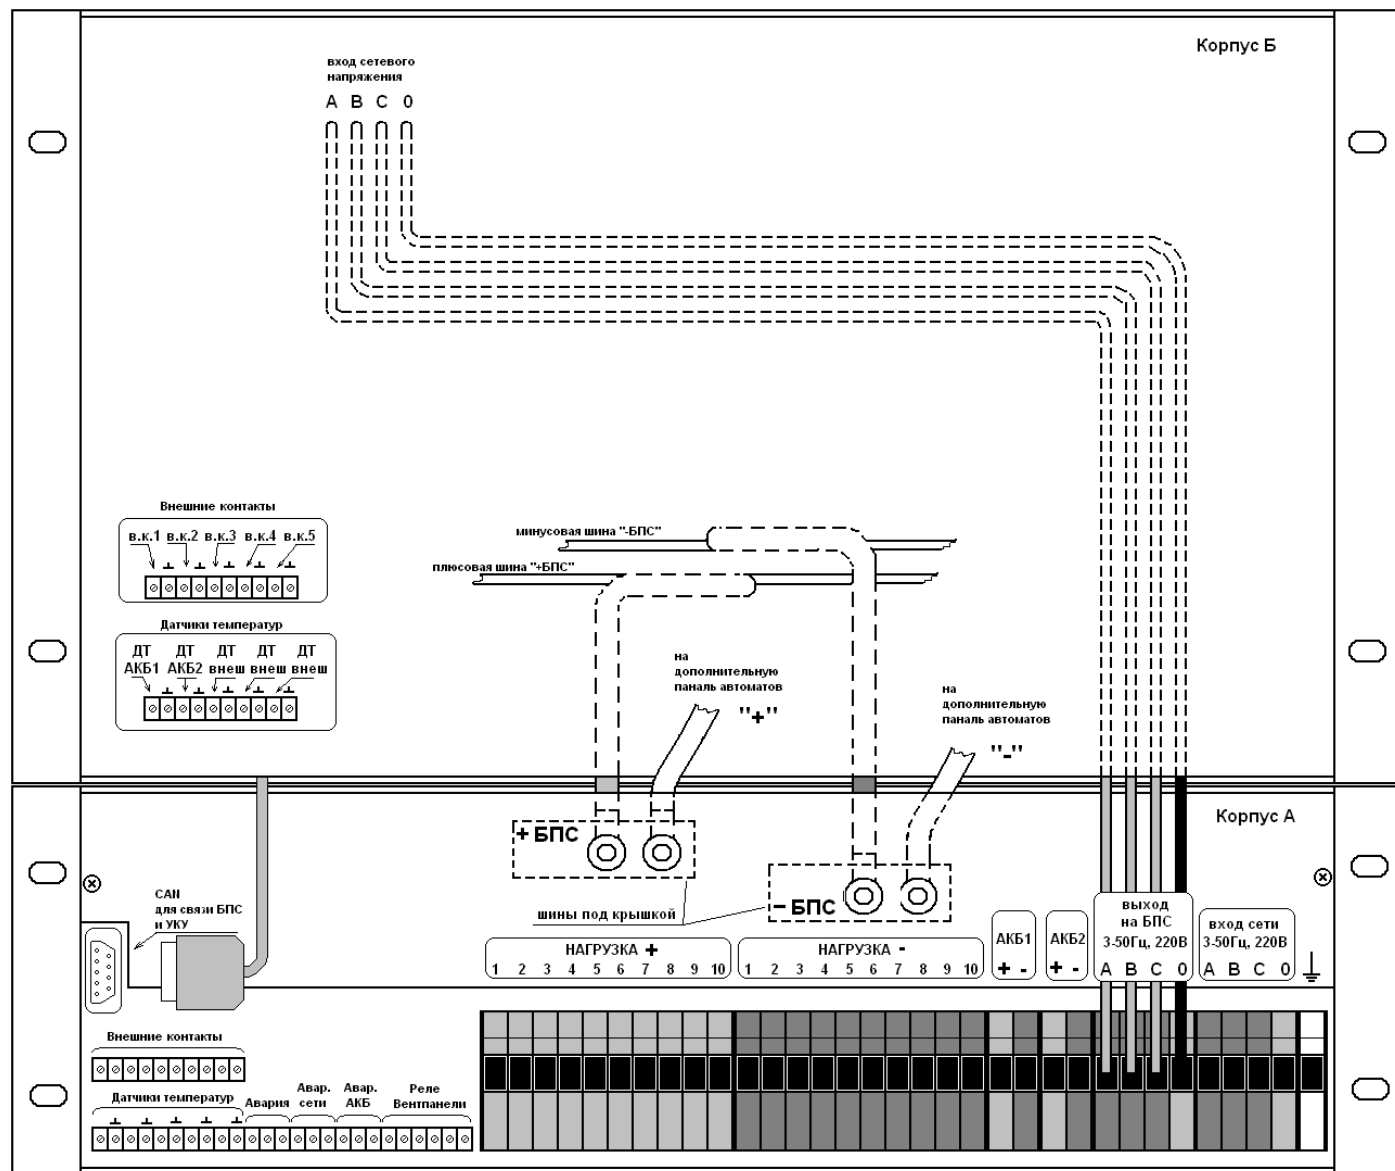 Корпус Б
вход сетевого
напряжения
A B C 0
Внешние контакты
в.к.1 в.к.2 в.к.3 в.к.4 в.к.5
Датчики температур
ДТ ДТ ДТ ДТ ДТ
АКБ1 АКБ2 внеш внеш внеш
минусовая шина "-БПС"
плюсовая шина "+БПС"
на
дополнительную
паналь автоматов
"+"
на
дополнительную
паналь автоматов
"-"
Корпус А
+ БПС
− БПС
шины под крышкой
CAN
для связи БПС
и УКУ
НАГРУЗКА +
1 2 3 4 5 6 7 8 9 10
НАГРУЗКА -
1 2 3 4 5 6 7 8 9 10
АКБ1
+ -
АКБ2
+ -
выход
на БПС
3-50Гц, 220В
A B C 0
вход сети
3-50Гц, 220В
A B C 0
Внешние контакты
Датчики температур
Авария
Авар.
сети
Авар.
АКБ
Реле
Вентпанели